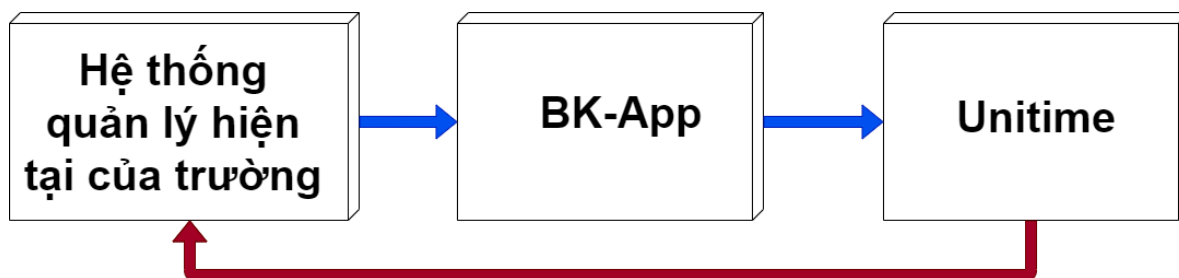 Hệ thống
quản lý hiện
tại của trường
BK-App
Unitime